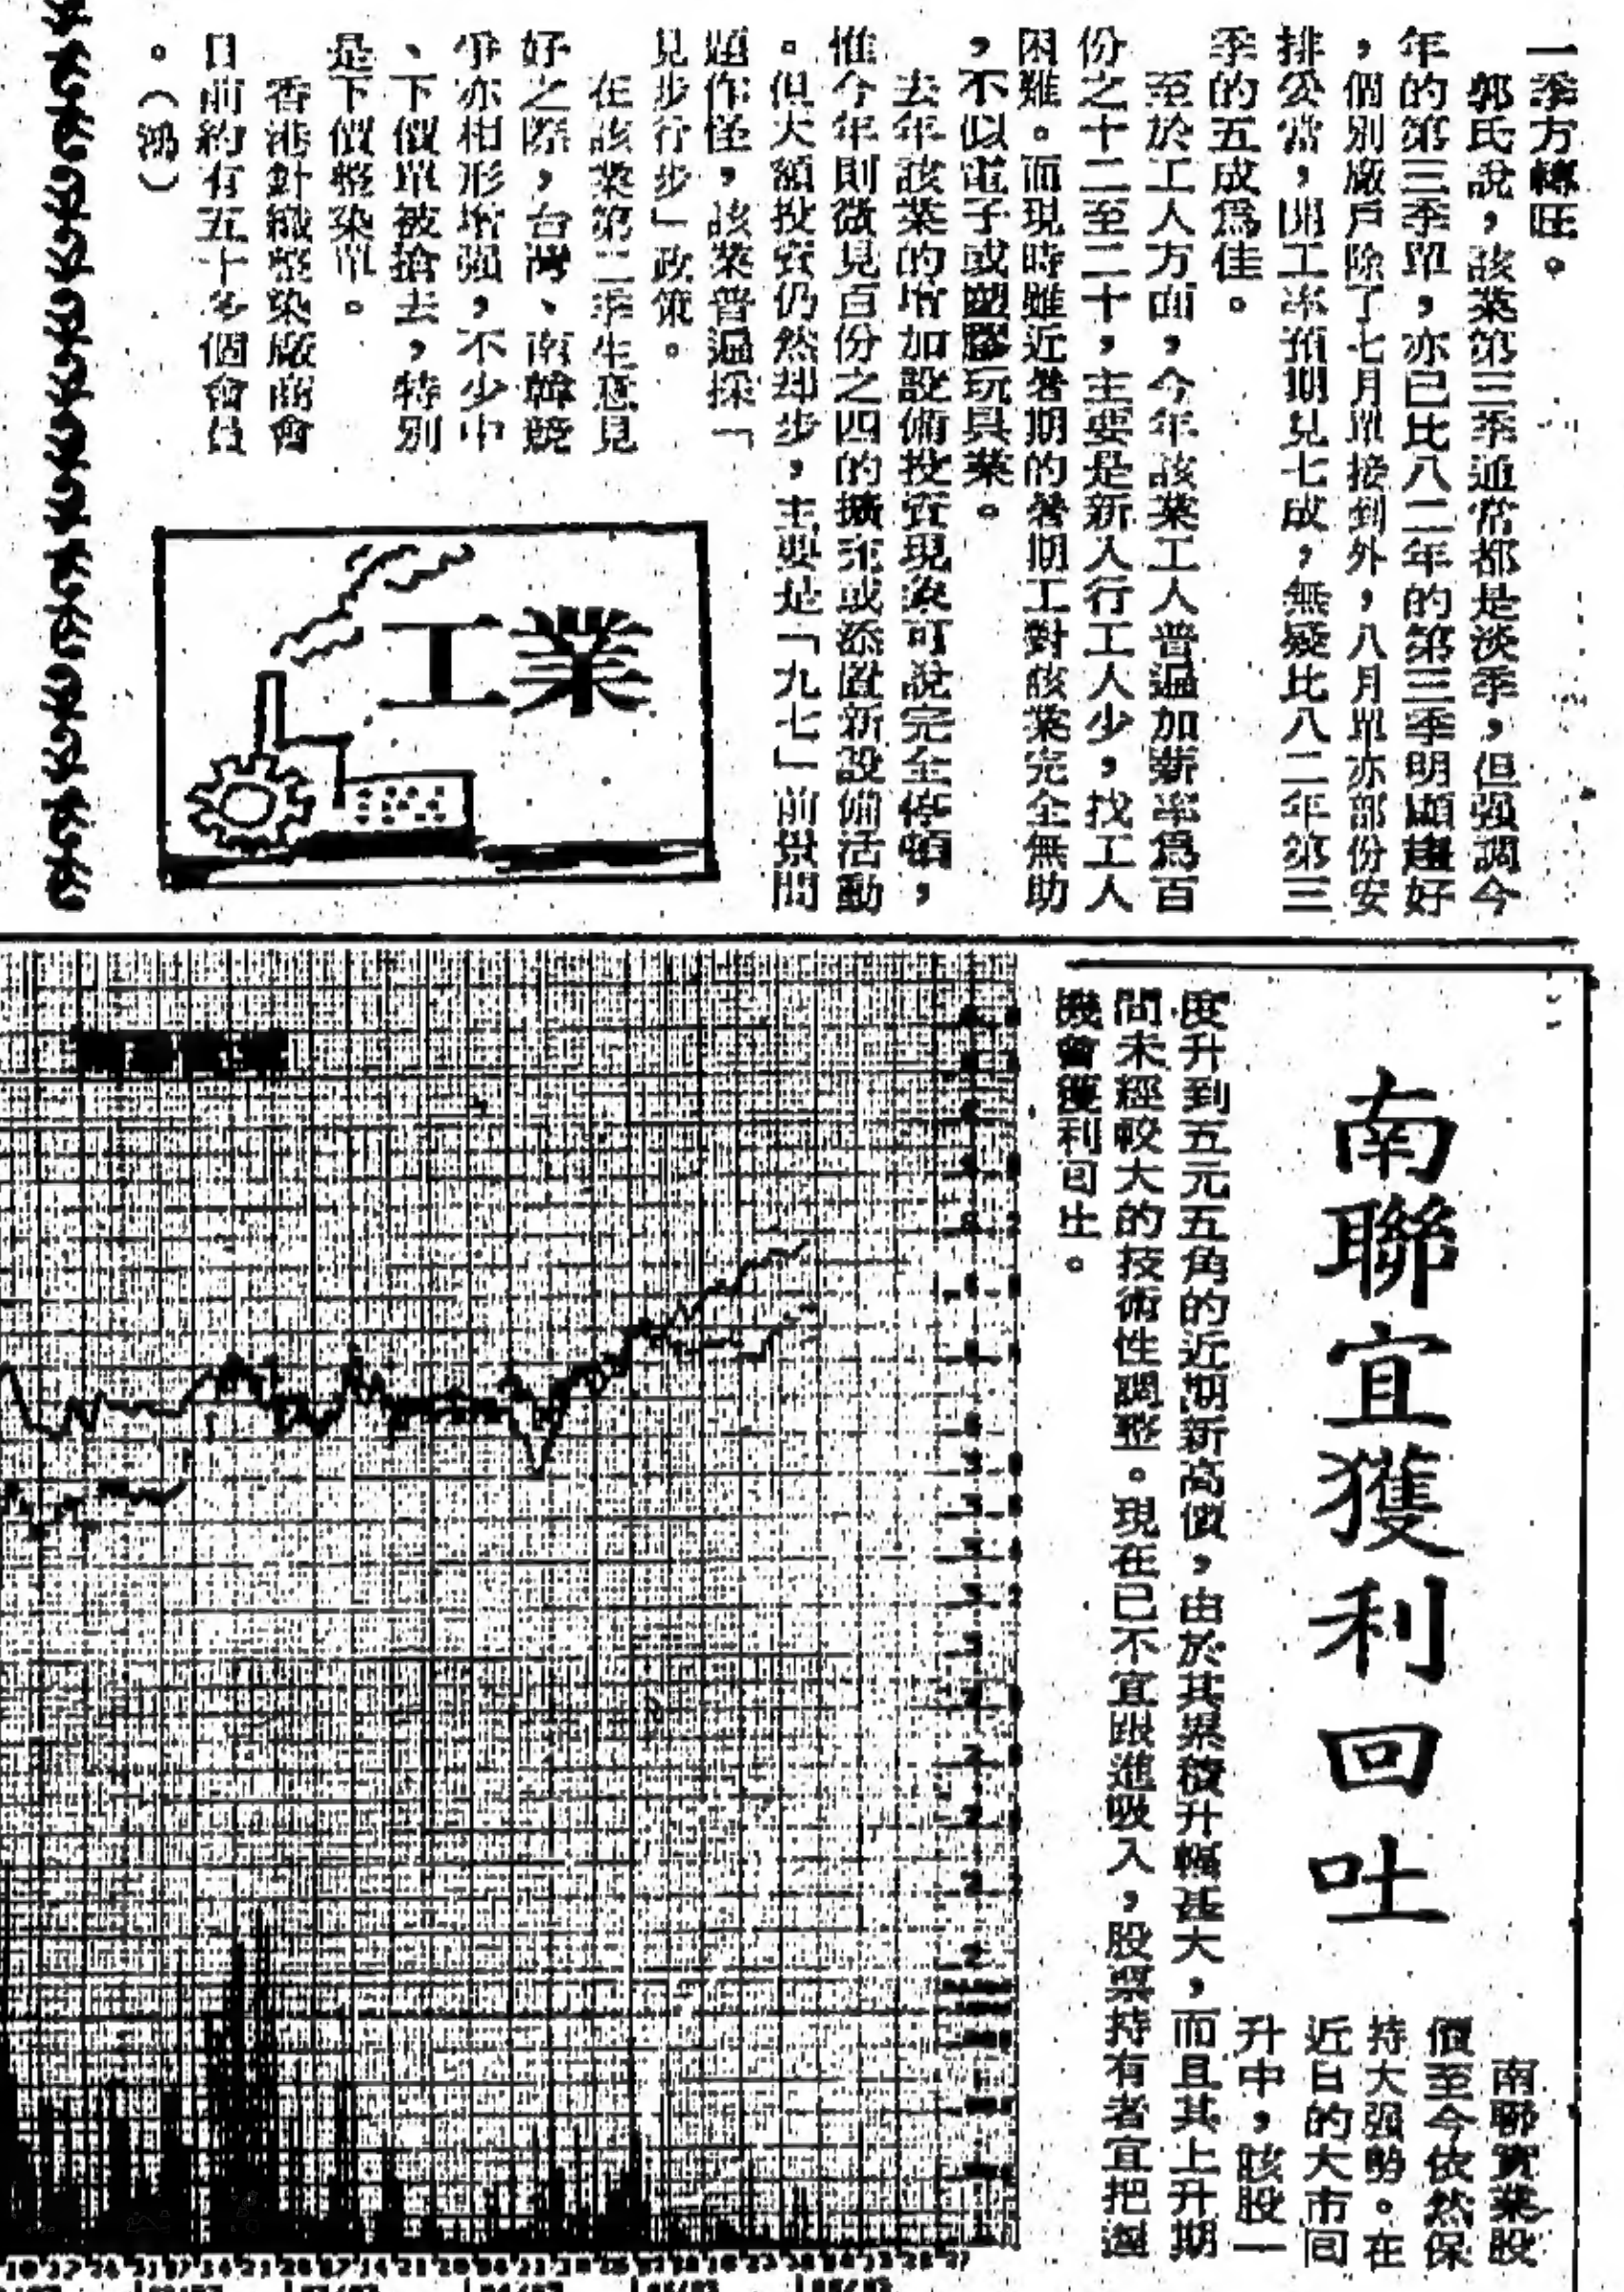 一季方轉旺。
郭氏說，該業第三季通常都是淡季，但强調今
年的第三季單，亦已比八二年的第三季明顯趨好
，個別廠戶除了七月單接到外，八月單亦部份安
排妥當，開工率預期見七成，無疑比八二年第三
季的五成爲佳。
至於工人方面，今年該業工人普遍加薪率爲百
份之十二至二十，主要是新入行工人少，找工人
困難。而現時雖近暑期的暑期工對該業完全無助
，不似電子或塑膠玩具業。
去年該業的增加設備投資現象可說完全停頓，
惟今年則微見百份之四的擴充或添置新設備活動
。但大額投資仍然却步，主要是「九七」前景問
題作怪，該業普遍採「
見步行步」政策。
在該業第二季生意見
好之際，台灣、南韓競
爭亦相形增强，不少中
、下價單被搶去，特別
是下價整染單。
香港針織整染廠商會
目前約有五十多個會員
。（鴻）
工業
南聯宜獲利回吐
南聯實業股
價至今依然保
持大强勢。在
近日的大市回
升中，該股一
度升到五元五角的近期新高價，由於其累積升幅甚大，而且其上升期
間未經較大的技術性調整。現在已不宜跟進吸入，股票持有者宜把握
機會獲利回吐。